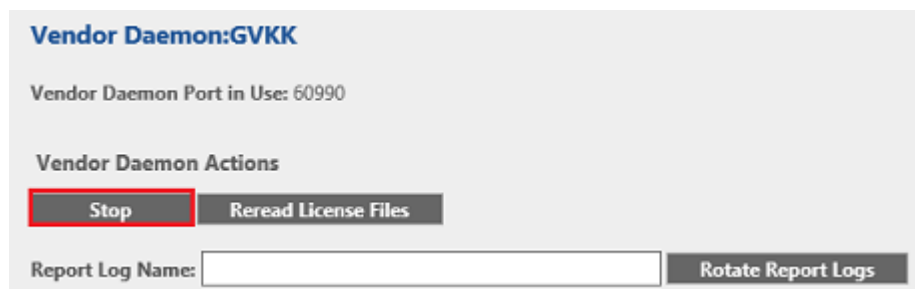 Vendor Daemon:GVKK
Vendor Daemon Port in Use: 60990
Vendor Daemon Actions
Stop Reread License Files
Report Log Name: Rotate Report Logs